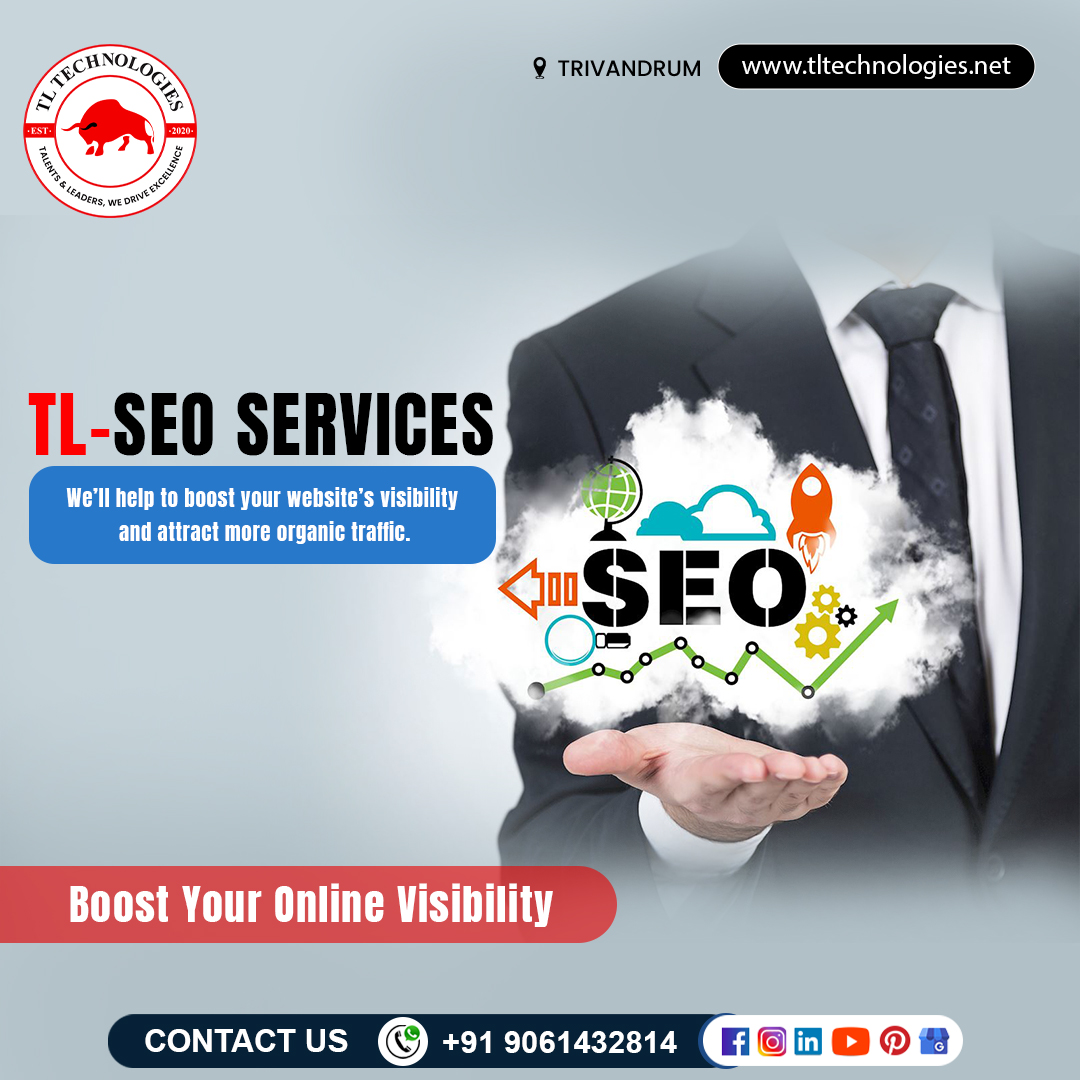 TL TECHNOLOGIES
·EST· ·2020·
TALENTS & LEADERS, WE DRIVE EXCELLENCE
TRIVANDRUM
www.tltechnologies.net
TL-SEO SERVICES
We’ll help to boost your website’s visibility
and attract more organic traffic.
SEO
Boost Your Online Visibility
CONTACT US
+91 9061432814
f
in
G